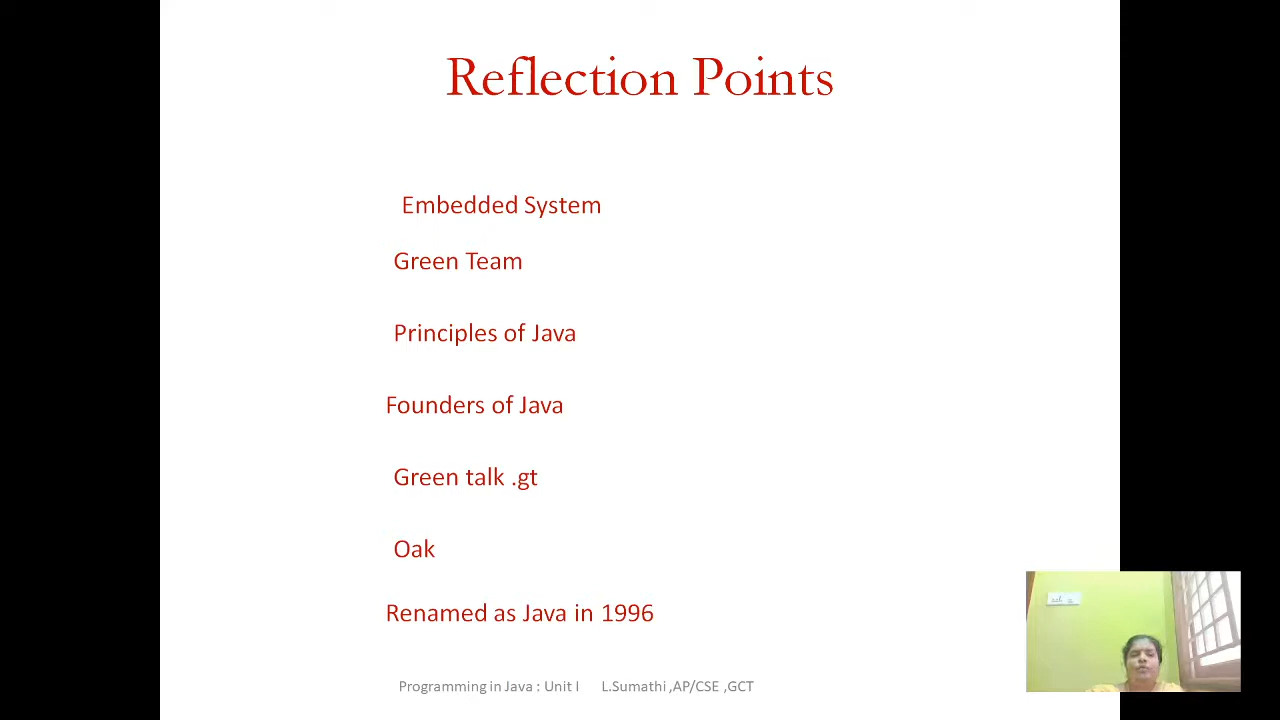 Reflection Points
Embedded System
Green Team
Principles of Java
Founders of Java
Green talk .gt
Oak
Renamed as Java in 1996
Programming in Java : Unit I L.Sumathi ,AP/CSE ,GCT